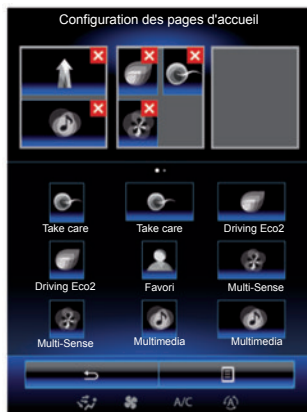 Configuration des pages d'accueil
Take care
Take care
Driving Eco2
Driving Eco2
Favori
Multi-Sense
Multi-Sense
Multimedia
Multimedia
A/C
A